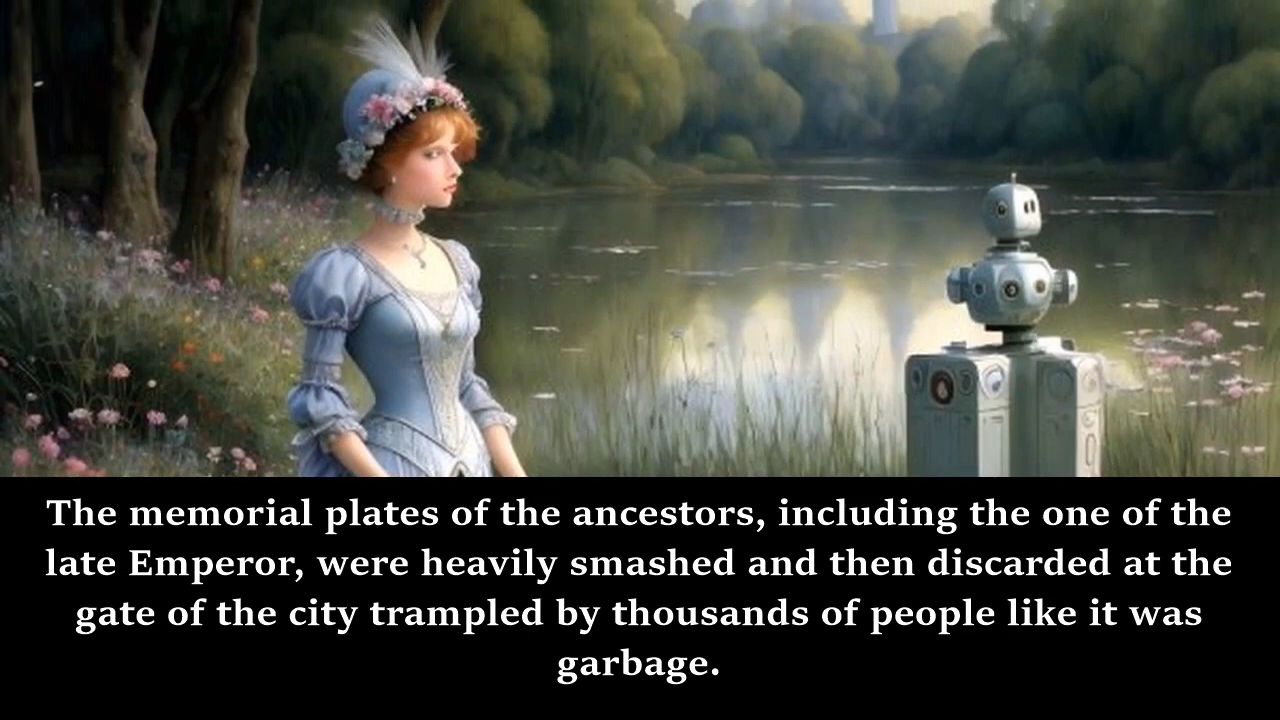 The memorial plates of the ancestors, including the one of the
late Emperor, were heavily smashed and then discarded at the
gate of the city trampled by thousands of people like it was
garbage.